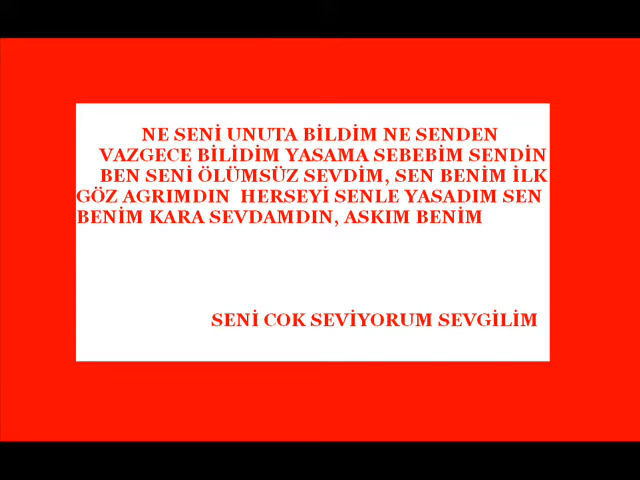 NE SENİ UNUTA BİLDİM NE SENDEN
VAZGECE BİLİDİM YASAMA SEBEBİM SENDİN
BEN SENİ ÖLÜMSÜZ SEVDİM, SEN BENİM İLK
GÖZ AGRIMDIN HERSEYİ SENLE YASADIM SEN
BENİM KARA SEVDAMDIN, ASKIM BENİM
SENİ COK SEVİYORUM SEVGİLİM